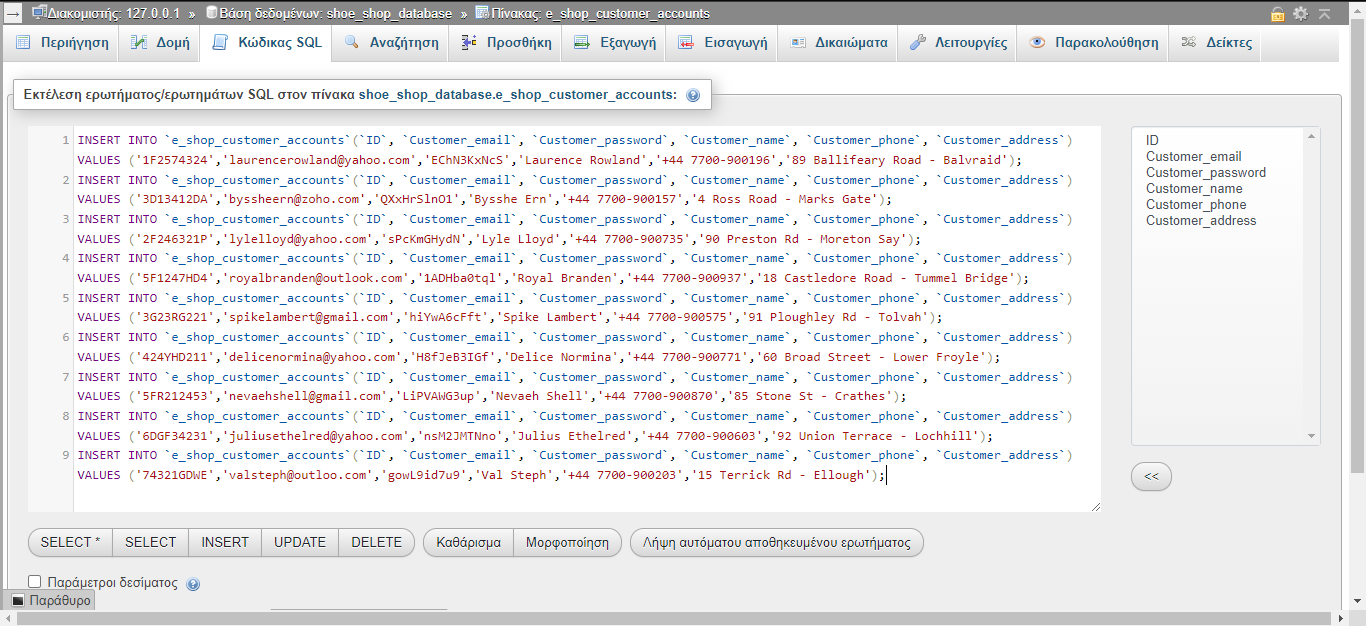 Διακομιστής: 127.0.0.1 » Βάση δεδομένων: shoe_shop_database » Πίνακας: e_shop_customer_accounts
Περιήγηση Δομή Κώδικας SQL Αναζήτηση Προσθήκη Εξαγωγή Εισαγωγή Δικαιώματα Λειτουργίες Παρακολούθηση Δείκτες
Εκτέλεση ερωτήματος/ερωτημάτων SQL στον πίνακα shoe_shop_database.e_shop_customer_accounts:
1 INSERT INTO `e_shop_customer_accounts`(`ID`, `Customer_email`, `Customer_password`, `Customer_name`, `Customer_phone`, `Customer_address`)
VALUES ('1F2574324','laurencerowland@yahoo.com','EChN3KxNcS','Laurence Rowland','+44 7700-900196','89 Ballifeary Road - Balvraid');
2 INSERT INTO `e_shop_customer_accounts`(`ID`, `Customer_email`, `Customer_password`, `Customer_name`, `Customer_phone`, `Customer_address`)
VALUES ('3D13412DA','byssheern@zoho.com','QXxHrSlnO1','Bysshe Ern','+44 7700-900157','4 Ross Road - Marks Gate');
3 INSERT INTO `e_shop_customer_accounts`(`ID`, `Customer_email`, `Customer_password`, `Customer_name`, `Customer_phone`, `Customer_address`)
VALUES ('2F246321P','lylelloyd@yahoo.com','sPcKmGHydN','Lyle Lloyd','+44 7700-900735','90 Preston Rd - Moreton Say');
4 INSERT INTO `e_shop_customer_accounts`(`ID`, `Customer_email`, `Customer_password`, `Customer_name`, `Customer_phone`, `Customer_address`)
VALUES ('5F1247HD4','royalbranden@outlook.com','1ADHba0tql','Royal Branden','+44 7700-900937','18 Castledore Road - Tummel Bridge');
5 INSERT INTO `e_shop_customer_accounts`(`ID`, `Customer_email`, `Customer_password`, `Customer_name`, `Customer_phone`, `Customer_address`)
VALUES ('3G23RG221','spikelambert@gmail.com','hiYwA6cFft','Spike Lambert','+44 7700-900575','91 Ploughley Rd - Tolvah');
6 INSERT INTO `e_shop_customer_accounts`(`ID`, `Customer_email`, `Customer_password`, `Customer_name`, `Customer_phone`, `Customer_address`)
VALUES ('424YHD211','delicenormina@yahoo.com','H8fJeB3IGf','Delice Normina','+44 7700-900771','60 Broad Street - Lower Froyle');
7 INSERT INTO `e_shop_customer_accounts`(`ID`, `Customer_email`, `Customer_password`, `Customer_name`, `Customer_phone`, `Customer_address`)
VALUES ('5FR212453','nevaehshell@gmail.com','LiPVAWG3up','Nevaeh Shell','+44 7700-900870','85 Stone St - Crathes');
8 INSERT INTO `e_shop_customer_accounts`(`ID`, `Customer_email`, `Customer_password`, `Customer_name`, `Customer_phone`, `Customer_address`)
VALUES ('6DGF34231','juliusethelred@yahoo.com','nsM2JMTNno','Julius Ethelred','+44 7700-900603','92 Union Terrace - Lochhill');
9 INSERT INTO `e_shop_customer_accounts`(`ID`, `Customer_email`, `Customer_password`, `Customer_name`, `Customer_phone`, `Customer_address`)
VALUES ('74321GDWE','valsteph@outloo.com','gowL9id7u9','Val Steph','+44 7700-900203','15 Terrick Rd - Ellough');
ID
Customer_email
Customer_password
Customer_name
Customer_phone
Customer_address
<<
SELECT * SELECT INSERT UPDATE DELETE Καθάρισμα Μορφοποίηση Λήψη αυτόματου αποθηκευμένου ερωτήματος
Παράμετροι δεσίματος
Παράθυρο